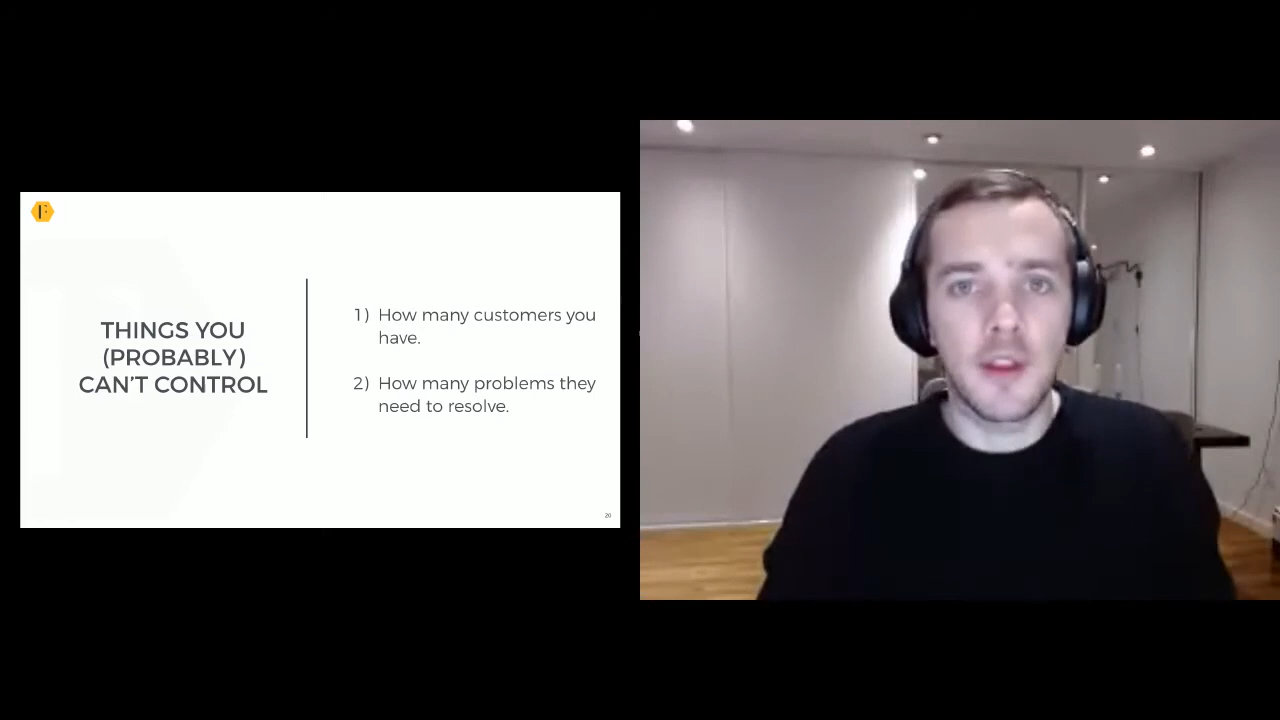 THINGS YOU
(PROBABLY)
CAN'T CONTROL
1) How many customers you
have.
2) How many problems they
need to resolve.
20